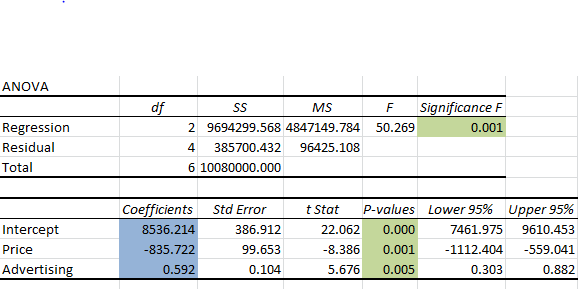 ANOVA
df SS MS F Significance F
Regression 2 9694299.568 4847149.784 50.269 0.001
Residual 4 385700.432 96425.108
Total 6 10080000.000
Coefficients Std Error t Stat P-values Lower 95% Upper 95%
Intercept 8536.214 386.912 22.062 0.000 7461.975 9610.453
Price -835.722 99.653 -8.386 0.001 -1112.404 -559.041
Advertising 0.592 0.104 5.676 0.005 0.303 0.882